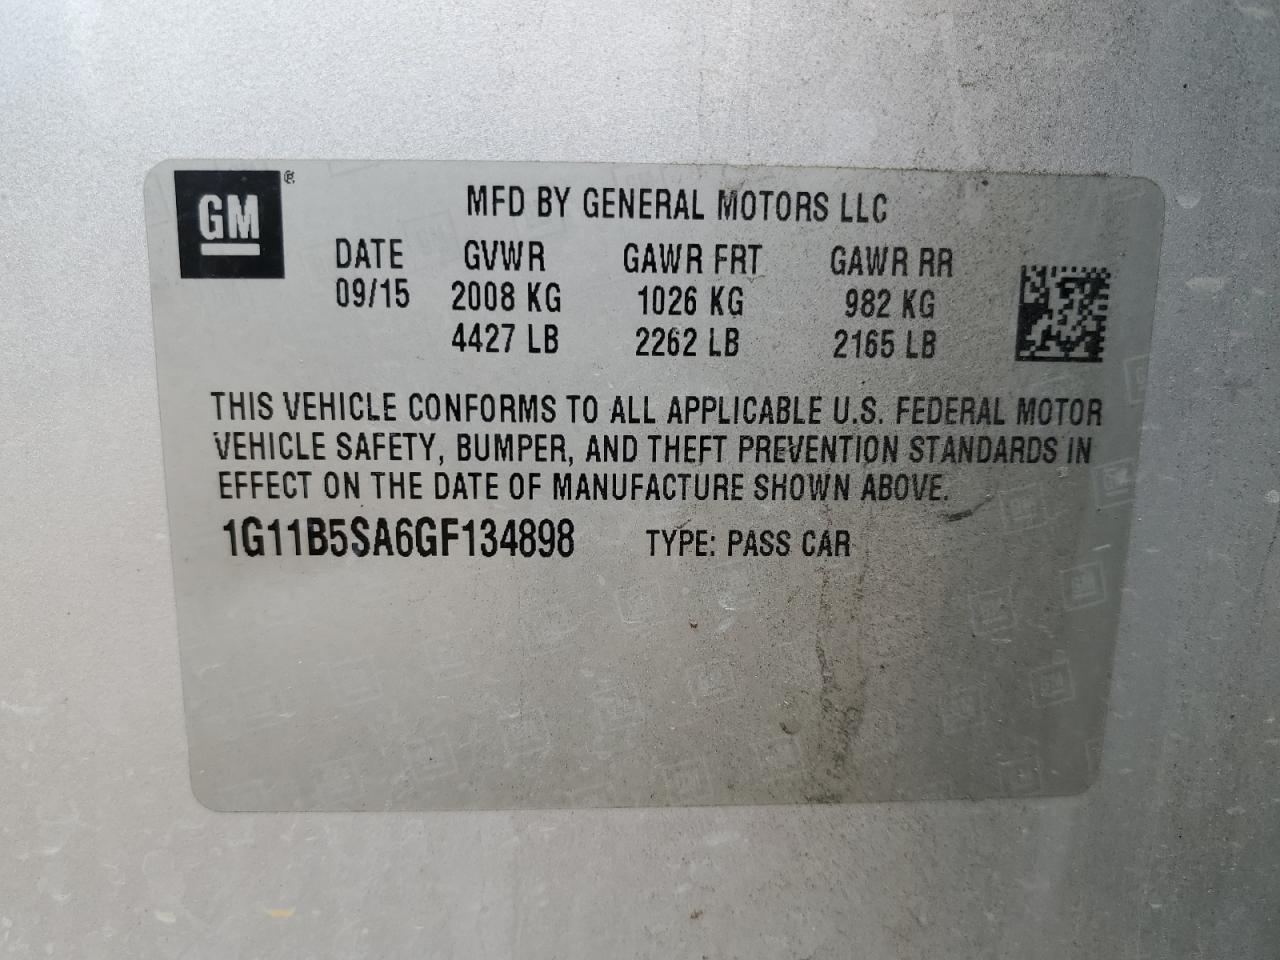 GM®
MFD BY GENERAL MOTORS LLC
DATE GVWR GAWR FRT GAWR RR
09/15 2008 KG 1026 KG 982 KG
4427 LB 2262 LB 2165 LB
THIS VEHICLE CONFORMS TO ALL APPLICABLE U.S. FEDERAL MOTOR
VEHICLE SAFETY, BUMPER, AND THEFT PREVENTION STANDARDS IN
EFFECT ON THE DATE OF MANUFACTURE SHOWN ABOVE.
1G11B5SA6GF134898 TYPE: PASS CAR